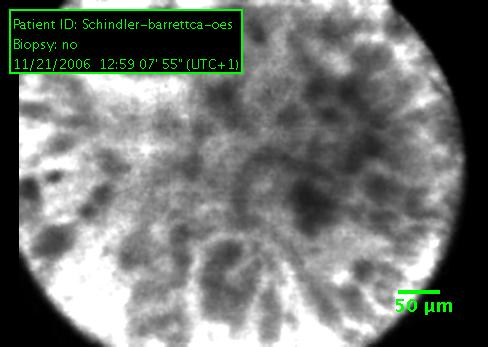 Patient ID: Schindler-barrettca-oes
Biopsy: no
11/21/2006 12:59 07' 55" (UTC+1)
50 µm